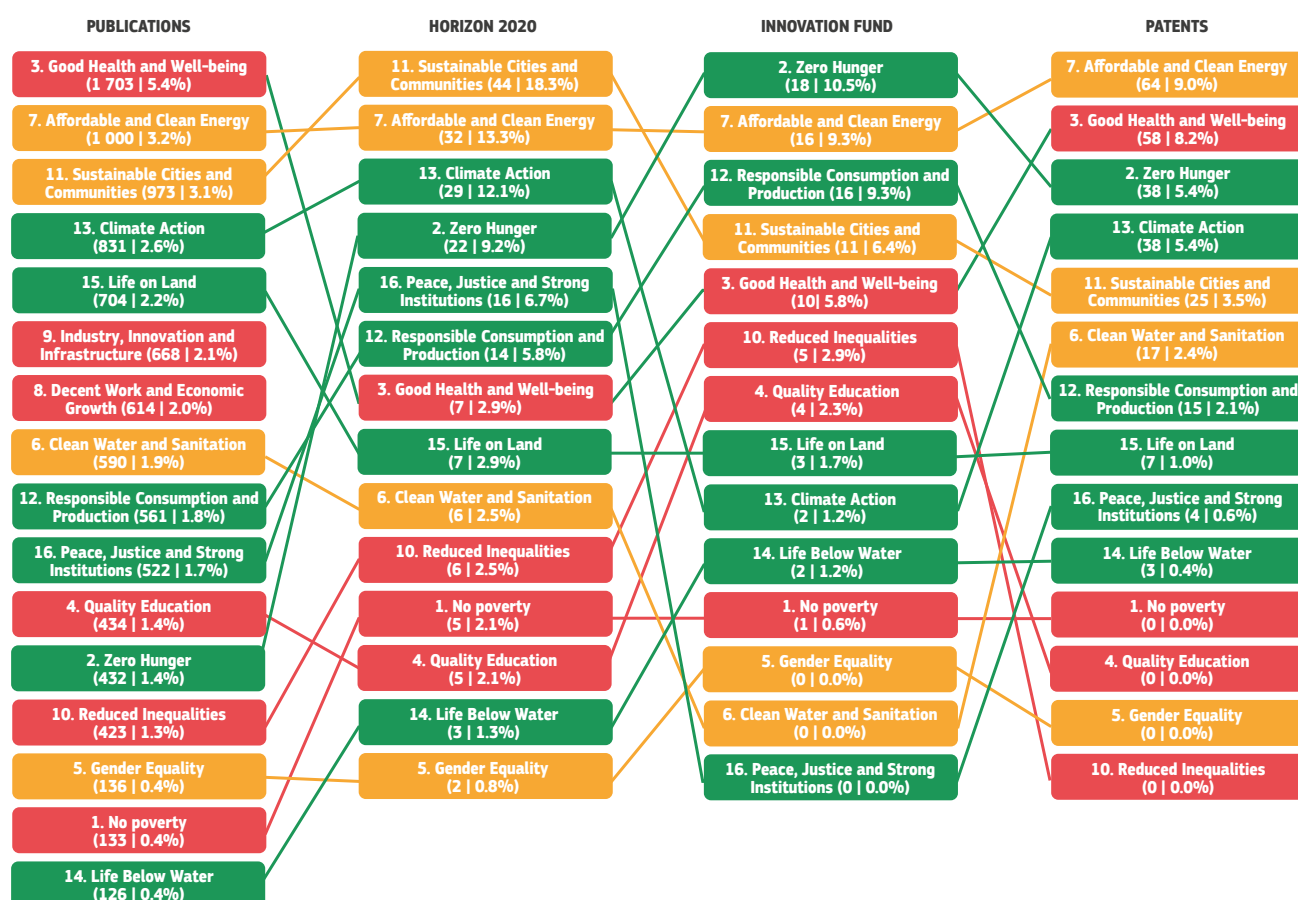 PUBLICATIONS
3. Good Health and Well-being
(1 703 | 5.4%)
7. Affordable and Clean Energy
(1 000 | 3.2%)
11. Sustainable Cities and
Communities (973 | 3.1%)
13. Climate Action
(831 | 2.6%)
15. Life on Land
(704 | 2.2%)
9. Industry, Innovation and
Infrastructure (668 | 2.1%)
8. Decent Work and Economic
Growth (614 | 2.0%)
6. Clean Water and Sanitation
(590 | 1.9%)
12. Responsible Consumption and
Production (561 | 1.8%)
16. Peace, Justice and Strong
Institutions (522 | 1.7%)
4. Quality Education
(434 | 1.4%)
2. Zero Hunger
(432 | 1.4%)
10. Reduced Inequalities
(423 | 1.3%)
5. Gender Equality
(136 | 0.4%)
1. No poverty
(133 | 0.4%)
14. Life Below Water
(126 | 0.4%)
HORIZON 2020
11. Sustainable Cities and
Communities (44 | 18.3%)
7. Affordable and Clean Energy
(32 | 13.3%)
13. Climate Action
(29 | 12.1%)
2. Zero Hunger
(22 | 9.2%)
16. Peace, Justice and Strong
Institutions (16 | 6.7%)
12. Responsible Consumption and
Production (14 | 5.8%)
3. Good Health and Well-being
(7 | 2.9%)
15. Life on Land
(7 | 2.9%)
6. Clean Water and Sanitation
(6 | 2.5%)
10. Reduced Inequalities
(6 | 2.5%)
1. No poverty
(5 | 2.1%)
4. Quality Education
(5 | 2.1%)
14. Life Below Water
(3 | 1.3%)
5. Gender Equality
(2 | 0.8%)
INNOVATION FUND
2. Zero Hunger
(18 | 10.5%)
7. Affordable and Clean Energy
(16 | 9.3%)
12. Responsible Consumption and
Production (16 | 9.3%)
11. Sustainable Cities and
Communities (11 | 6.4%)
3. Good Health and Well-being
(10| 5.8%)
10. Reduced Inequalities
(5 | 2.9%)
4. Quality Education
(4 | 2.3%)
15. Life on Land
(3 | 1.7%)
13. Climate Action
(2 | 1.2%)
14. Life Below Water
(2 | 1.2%)
1. No poverty
(1 | 0.6%)
5. Gender Equality
(0 | 0.0%)
6. Clean Water and Sanitation
(0 | 0.0%)
16. Peace, Justice and Strong
Institutions (0 | 0.0%)
PATENTS
7. Affordable and Clean Energy
(64 | 9.0%)
3. Good Health and Well-being
(58 | 8.2%)
2. Zero Hunger
(38 | 5.4%)
13. Climate Action
(38 | 5.4%)
11. Sustainable Cities and
Communities (25 | 3.5%)
6. Clean Water and Sanitation
(17 | 2.4%)
12. Responsible Consumption and
Production (15 | 2.1%)
15. Life on Land
(7 | 1.0%)
16. Peace, Justice and Strong
Institutions (4 | 0.6%)
14. Life Below Water
(3 | 0.4%)
1. No poverty
(0 | 0.0%)
4. Quality Education
(0 | 0.0%)
5. Gender Equality
(0 | 0.0%)
10. Reduced Inequalities
(0 | 0.0%)